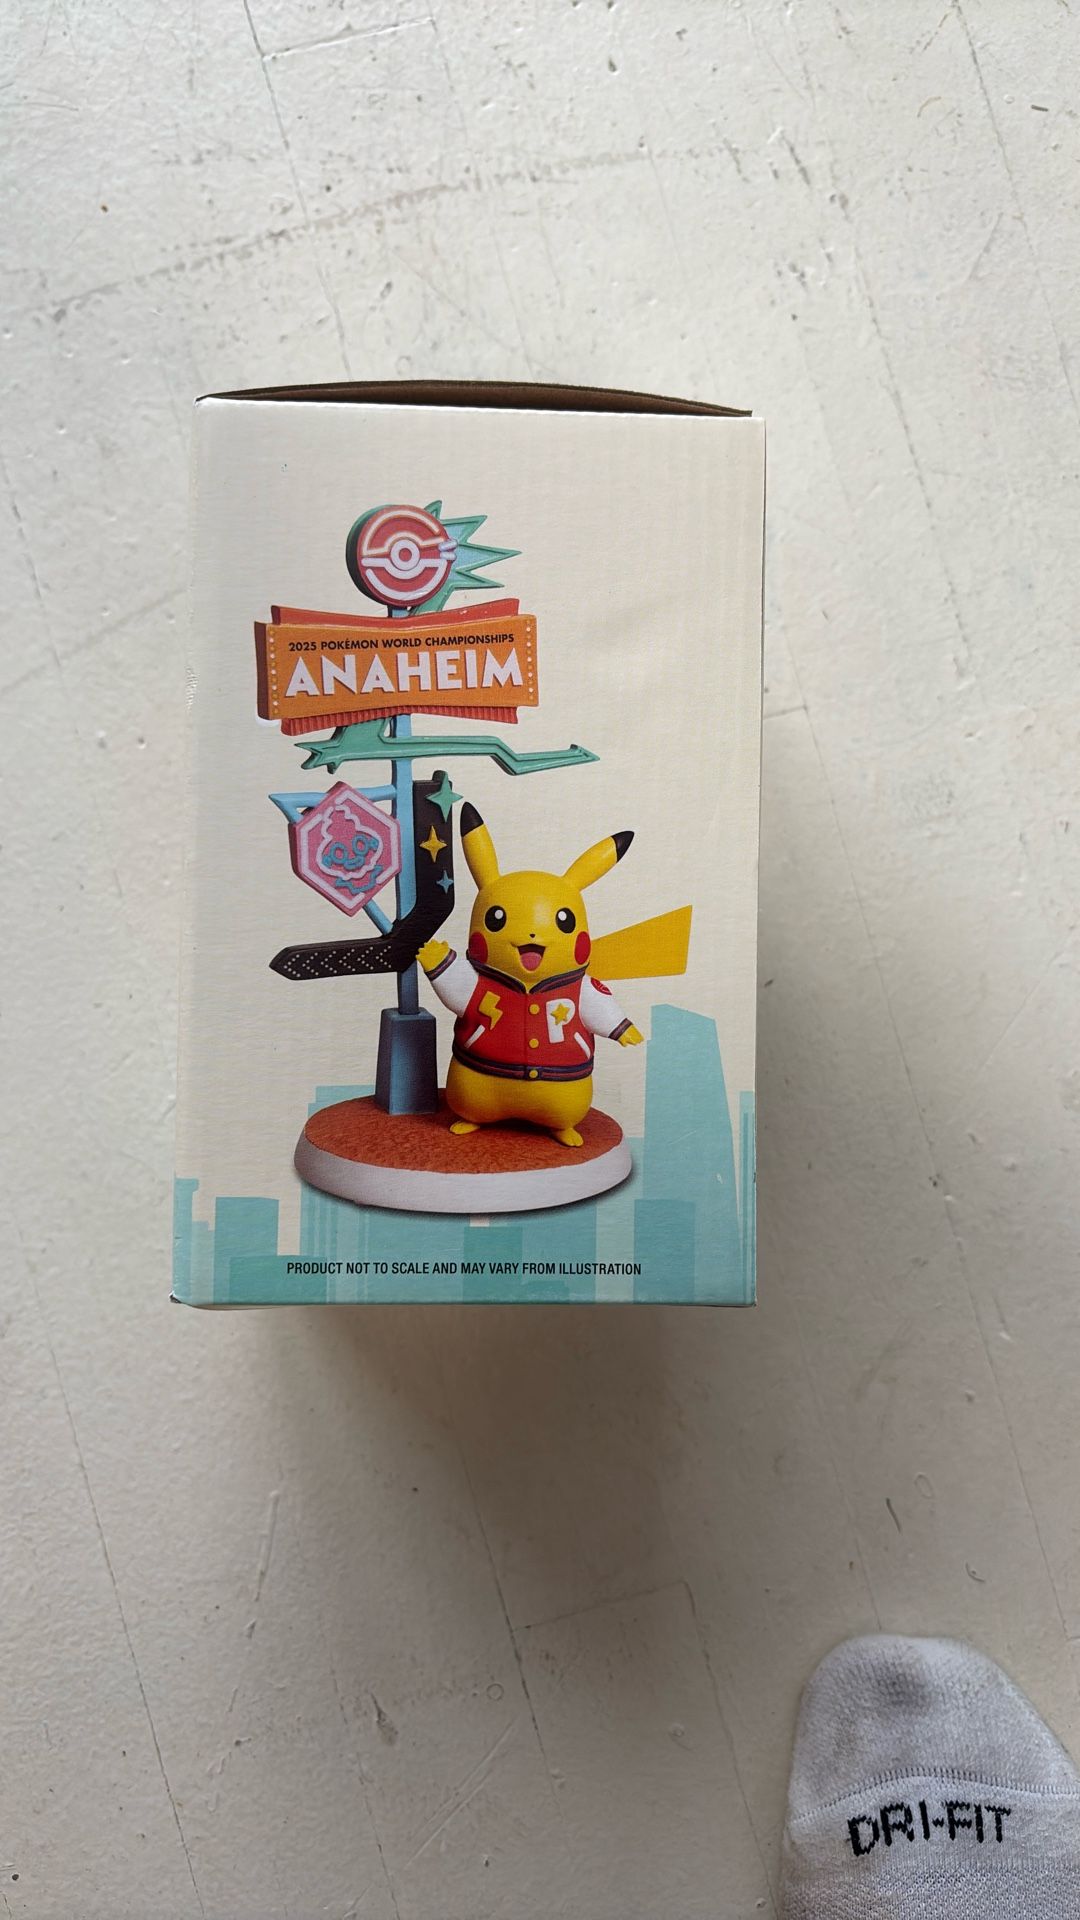 2025 POKÉMON WORLD CHAMPIONSHIPS
ANAHEIM
P
PRODUCT NOT TO SCALE AND MAY VARY FROM ILLUSTRATION
DRI-FIT